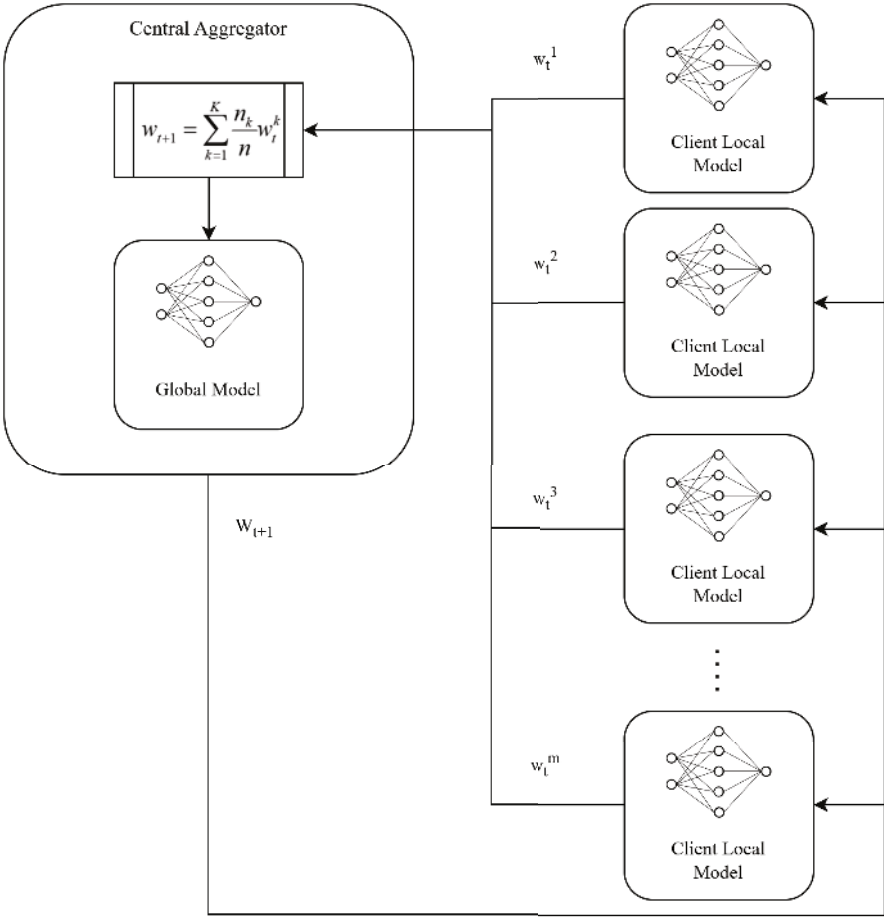 Central Aggregator
w_{t+1} = \sum_{k=1}^{K} \frac{n_k}{n} w_t^k
Global Model
W_{t+1}
w_t^1
Client Local
Model
w_t^2
Client Local
Model
w_t^3
Client Local
Model
w_t^m
Client Local
Model